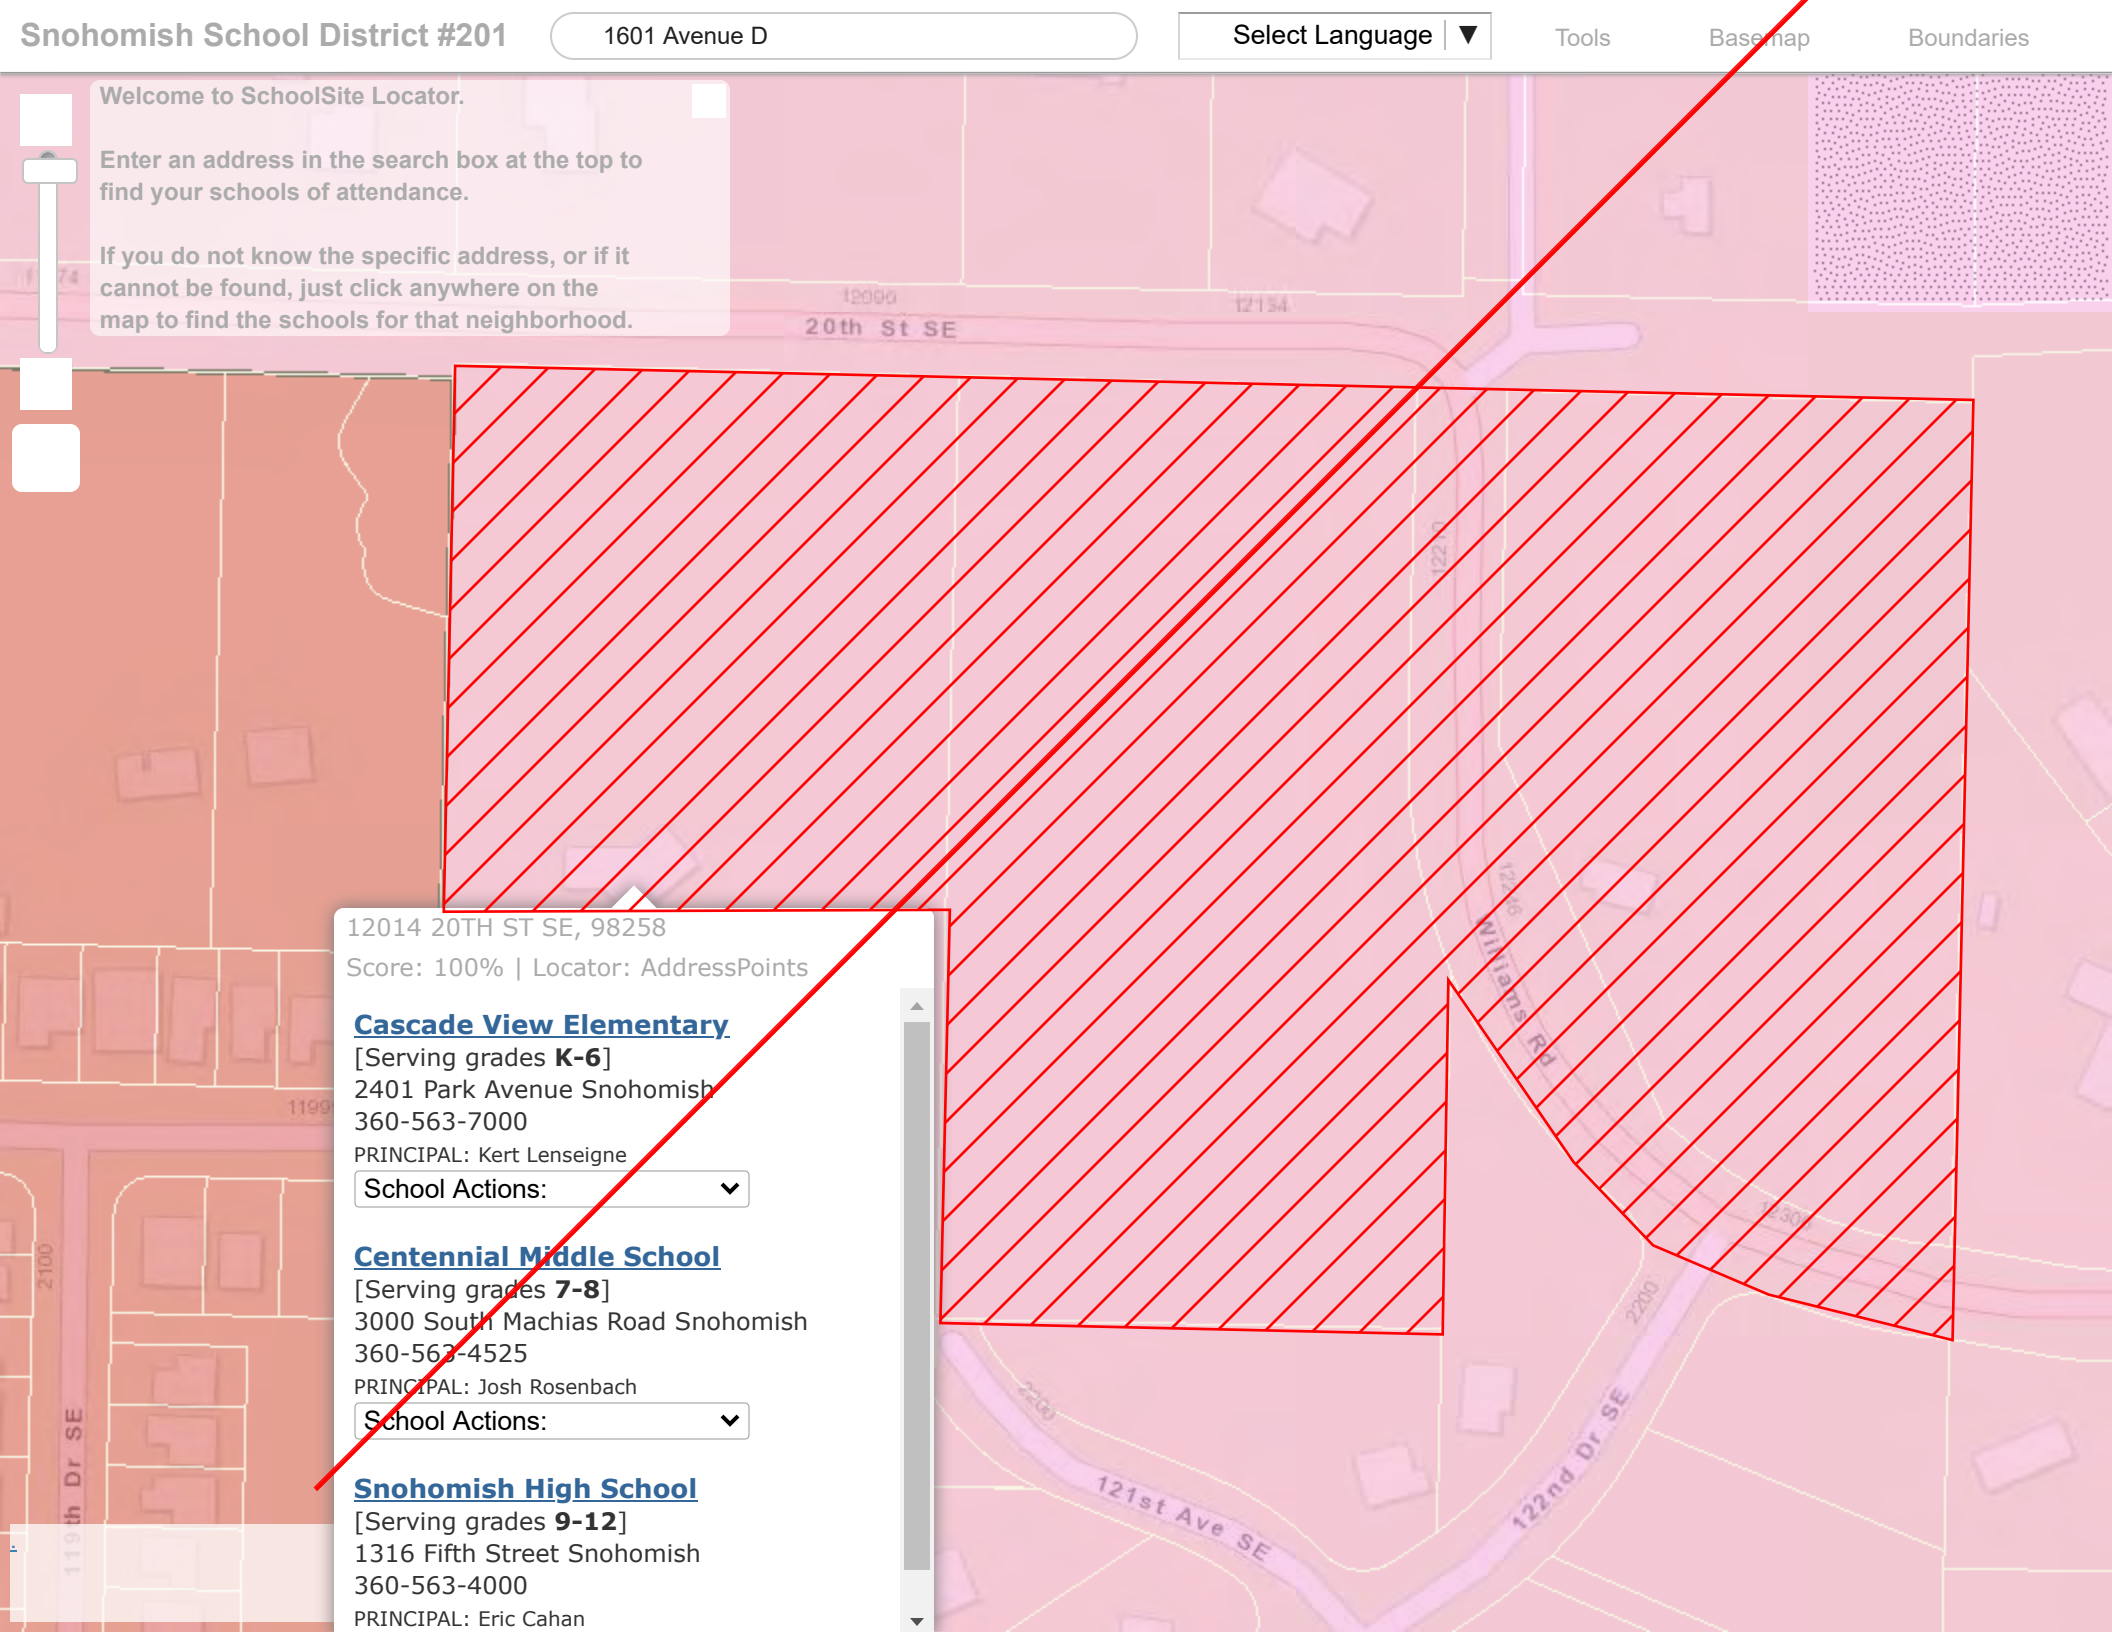 Snohomish School District #201
1601 Avenue D
Select Language ▼
Tools
Basemap
Boundaries
Welcome to SchoolSite Locator.
Enter an address in the search box at the top to
find your schools of attendance.
If you do not know the specific address, or if it
cannot be found, just click anywhere on the
map to find the schools for that neighborhood.
12090
12134
20th St SE
12210
12246
Williams Rd
12014 20TH ST SE, 98258
Score: 100% | Locator: AddressPoints
Cascade View Elementary
[Serving grades K-6]
2401 Park Avenue Snohomish
360-563-7000
PRINCIPAL: Kert Lenseigne
School Actions:
Centennial Middle School
[Serving grades 7-8]
3000 South Machias Road Snohomish
360-563-4525
PRINCIPAL: Josh Rosenbach
School Actions:
Snohomish High School
[Serving grades 9-12]
1316 Fifth Street Snohomish
360-563-4000
PRINCIPAL: Eric Cahan
2100
119th Dr SE
2200
2200
121st Ave SE
122nd Dr SE